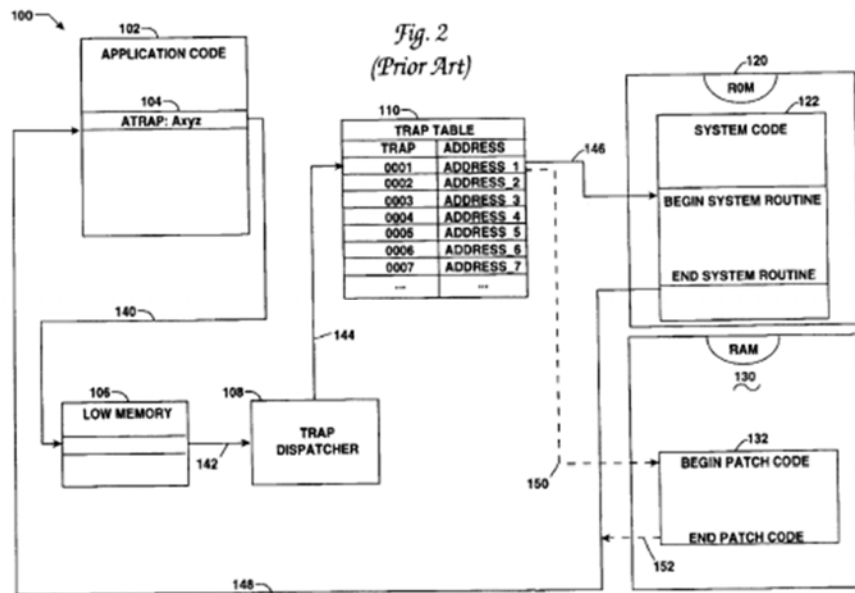 100
Fig. 2
(Prior Art)
102
APPLICATION CODE
104
ATRAP: Axyz
110
TRAP TABLE
TRAP ADDRESS
0001 ADDRESS_1
0002 ADDRESS_2
0003 ADDRESS_3
0004 ADDRESS_4
0005 ADDRESS_5
0006 ADDRESS_6
0007 ADDRESS_7
... ...
146
120
ROM
122
SYSTEM CODE
BEGIN SYSTEM ROUTINE
END SYSTEM ROUTINE
140
144
106
LOW MEMORY
142
108
TRAP
DISPATCHER
RAM
130
132
BEGIN PATCH CODE
END PATCH CODE
150
152
148